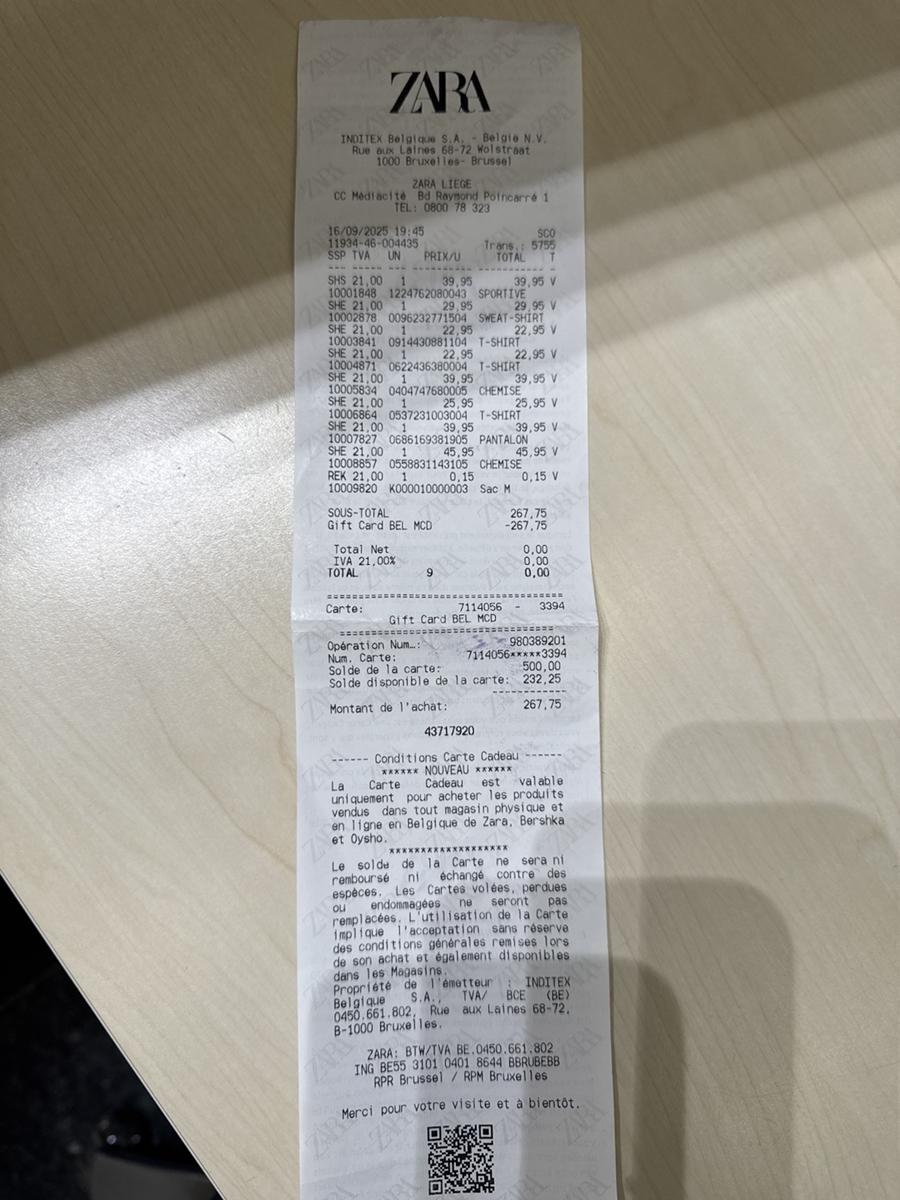 ZARA
INDITEX Belgique S.A. - Belgie N.V.
Rue aux Laines 68-72 Wolstraat
1000 Bruxelles- Brussel
ZARA LIEGE
CC Médiacité Bd Raymond Poincarré 1
TEL: 0800 78 323
16/09/2025 19:45 SCO
11934-46-004435 Trans.: 5755
SSP TVA UN PRIX/U TOTAL T
SHS 21,00 1 39,95 39,95 V
10001848 1224762080043 SPORTIVE
SHE 21,00 1 29,95 29,95 V
10002878 0096232771504 SWEAT-SHIRT
SHE 21,00 1 22,95 22,95 V
10003841 0914430881104 T-SHIRT
SHE 21,00 1 22,95 22,95 V
10004871 0622436380004 T-SHIRT
SHE 21,00 1 39,95 39,95 V
10005834 0404747680005 CHEMISE
SHE 21,00 1 25,95 25,95 V
10006864 0537231003004 T-SHIRT
SHE 21,00 1 39,95 39,95 V
10007827 0686169381905 PANTALON
SHE 21,00 1 45,95 45,95 V
10008857 0558831143105 CHEMISE
REK 21,00 1 0,15 0,15 V
10009820 K000010000003 Sac M
SOUS-TOTAL 267,75
Gift Card BEL MCD -267,75
Total Net 0,00
IVA 21,00% 0,00
TOTAL 9 0,00
Carte: 7114056 - 3394
Gift Card BEL MCD
Opération Num…: 980389201
Num. Carte: 7114056*****3394
Solde de la carte: 500,00
Solde disponible de la carte: 232,25
Montant de l'achat: 267,75
43717920
------ Conditions Carte Cadeau ------
****** NOUVEAU ******
La Carte Cadeau est valable
uniquement pour acheter les produits
vendus dans tout magasin physique et
en ligne en Belgique de Zara, Bershka
et Oysho.
*******************
Le solde de la Carte ne sera ni
remboursé ni échangé contre des
espèces. Les Cartes volées, perdues
ou endommagées ne seront pas
remplacées. L'utilisation de la Carte
implique l'acceptation sans réserve
des conditions générales remises lors
de son achat et également disponibles
dans les Magasins.
Propriété de l'émetteur : INDITEX
Belgique S.A., TVA/ BCE (BE)
0450.661.802, Rue aux Laines 68-72,
B-1000 Bruxelles.
ZARA: BTW/TVA BE.0450.661.802
ING BE55 3101 0401 8644 BBRUBEBB
RPR Brussel / RPM Bruxelles
Merci pour votre visite et à bientôt.